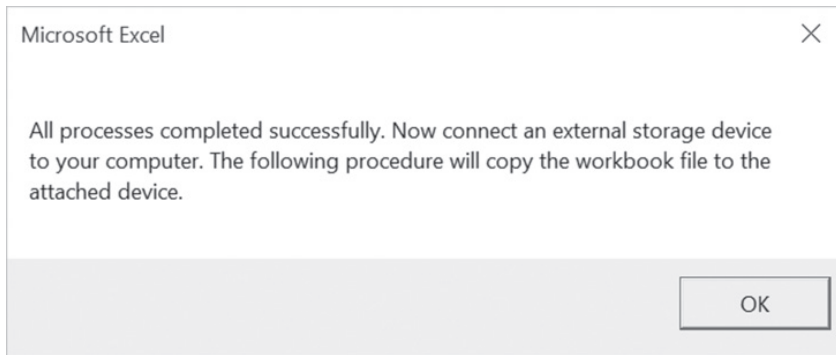 Microsoft Excel
All processes completed successfully. Now connect an external storage device
to your computer. The following procedure will copy the workbook file to the
attached device.
OK